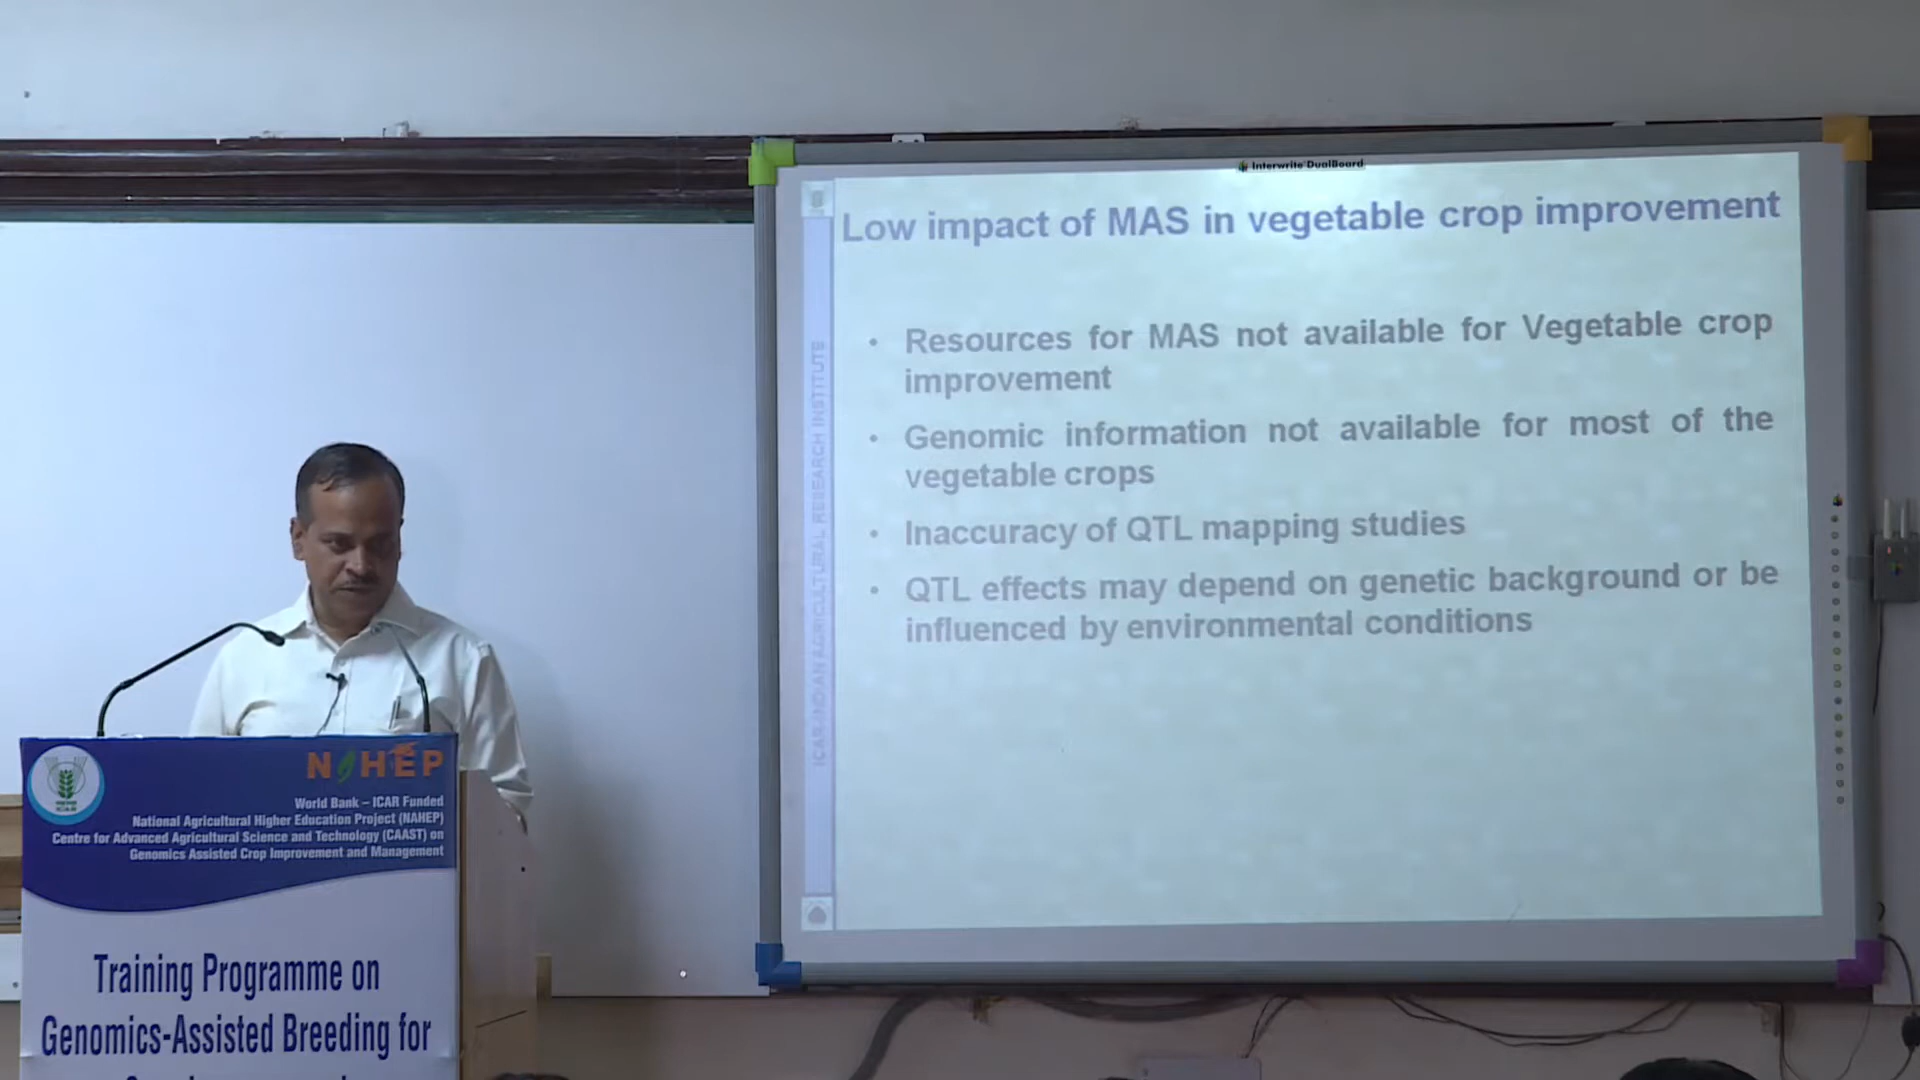 Interwrite DualBoard
Low impact of MAS in vegetable crop improvement
• Resources for MAS not available for Vegetable crop
improvement
• Genomic information not available for most of the
vegetable crops
• Inaccuracy of QTL mapping studies
• QTL effects may depend on genetic background or be
influenced by environmental conditions
ICAR-INDIAN AGRICULTURAL RESEARCH INSTITUTE
ICAR
NAHEP
World Bank – ICAR Funded
National Agricultural Higher Education Project (NAHEP)
Centre for Advanced Agricultural Science and Technology (CAAST) on
Genomics Assisted Crop Improvement and Management
Training Programme on
Genomics-Assisted Breeding for